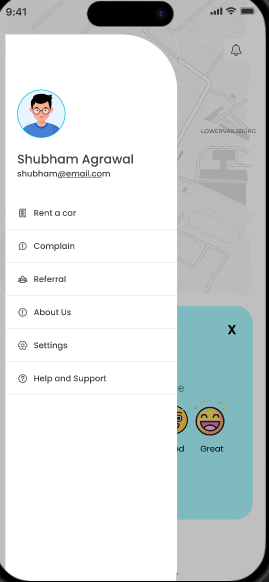 9:41
LOWERVAILSBURG
Shubham Agrawal
shubham@email.com
Rent a car
Complain
X
Referral
About Us
Settings
Help and Support
Great